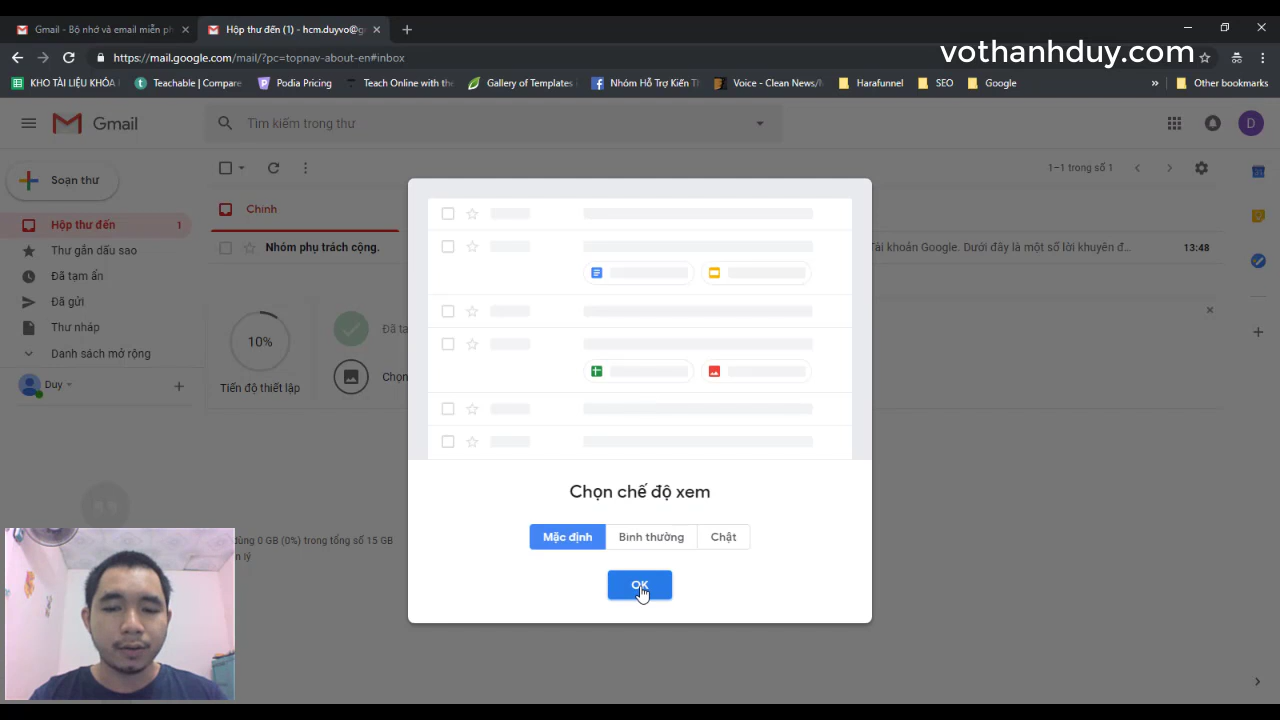 Gmail - Bộ nhớ và email miễn ph
Hộp thư đến (1) - hcm.duyvo@g
https://mail.google.com/mail/?pc=topnav-about-en#inbox
vothanhduy.com
KHO TÀI LIỆU KHÓA
Teachable | Compar
Podia Pricing
Teach Online with the
Gallery of Templates
Nhóm Hỗ Trợ Kiến Th
Voice - Clean News/M
Harafunnel
SEO
Google
Other bookmarks
Gmail
Tìm kiếm trong thư
D
Soạn thư
1–1 trong số 1
Hộp thư đến 1
Chính
Thư gắn dấu sao
Nhóm phụ trách cộng.
Tài khoản Google. Dưới đây là một số lời khuyên đ...
13:48
Đã tạm ẩn
Đã gửi
Thư nháp
Danh sách mở rộng
10%
Đã tạ
Tiến độ thiết lập
Chọn
Duy
Chọn chế độ xem
Mặc định
Bình thường
Chật
OK
dùng 0 GB (0%) trong tổng số 15 GB
n lý